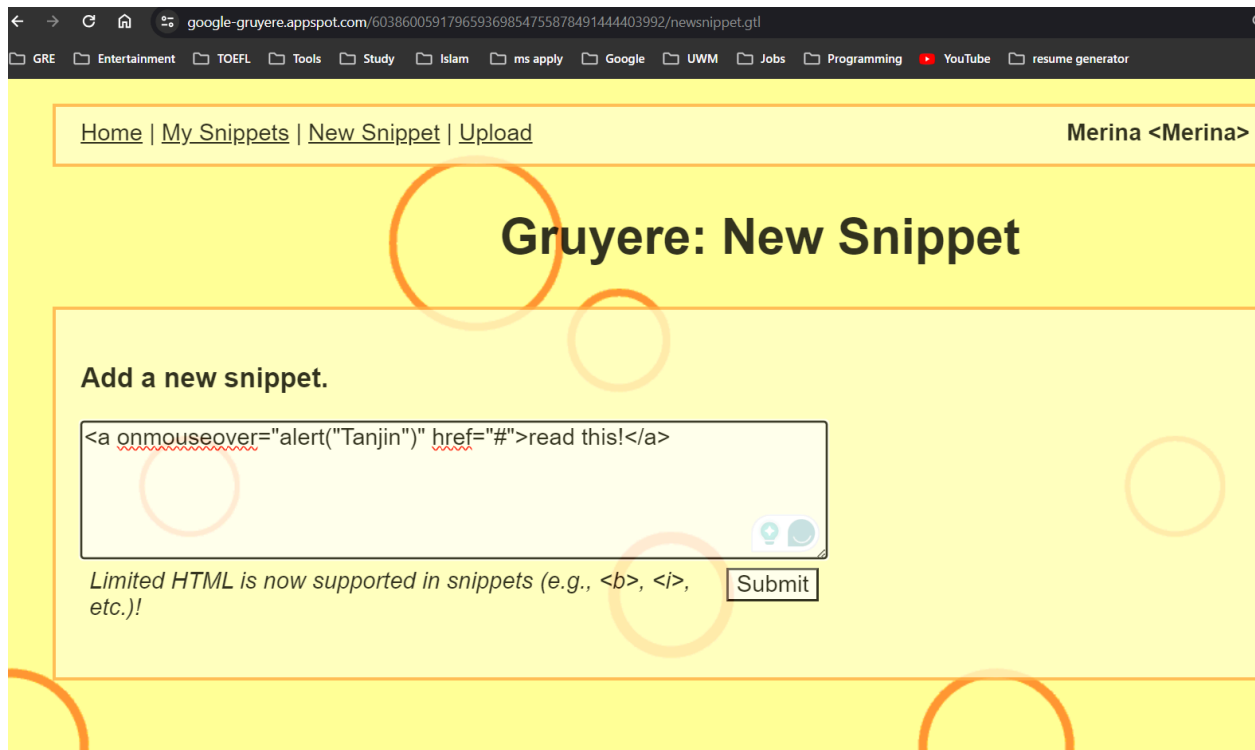 google-gruyere.appspot.com/603860059179659369854755878491444403992/newsnippet.gtl
GRE Entertainment TOEFL Tools Study Islam ms apply Google UWM Jobs Programming YouTube resume generator
Home | My Snippets | New Snippet | Upload Merina <Merina>
Gruyere: New Snippet
Add a new snippet.
<a onmouseover="alert("Tanjin")" href="#">read this!</a>
Limited HTML is now supported in snippets (e.g., <b>, <i>, Submit
etc.)!